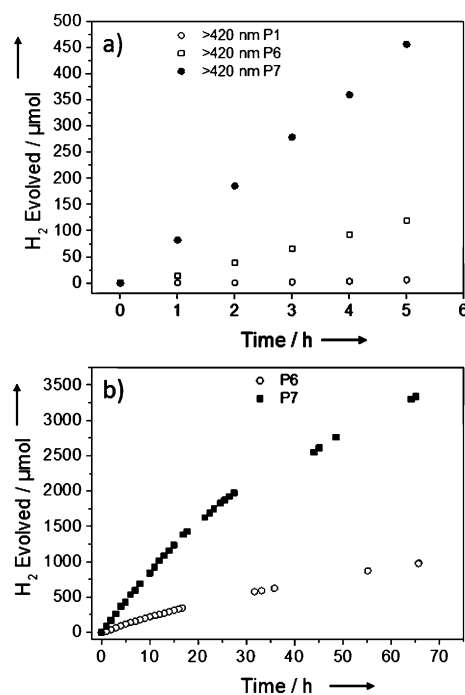 a)
>420 nm P1
>420 nm P6
>420 nm P7
H₂ Evolved / µmol
500
450
400
350
300
250
200
150
100
50
0
0 1 2 3 4 5 6
Time / h
b)
P6
P7
H₂ Evolved / µmol
3500
3000
2500
2000
1500
1000
500
0
0 10 20 30 40 50 60 70
Time / h